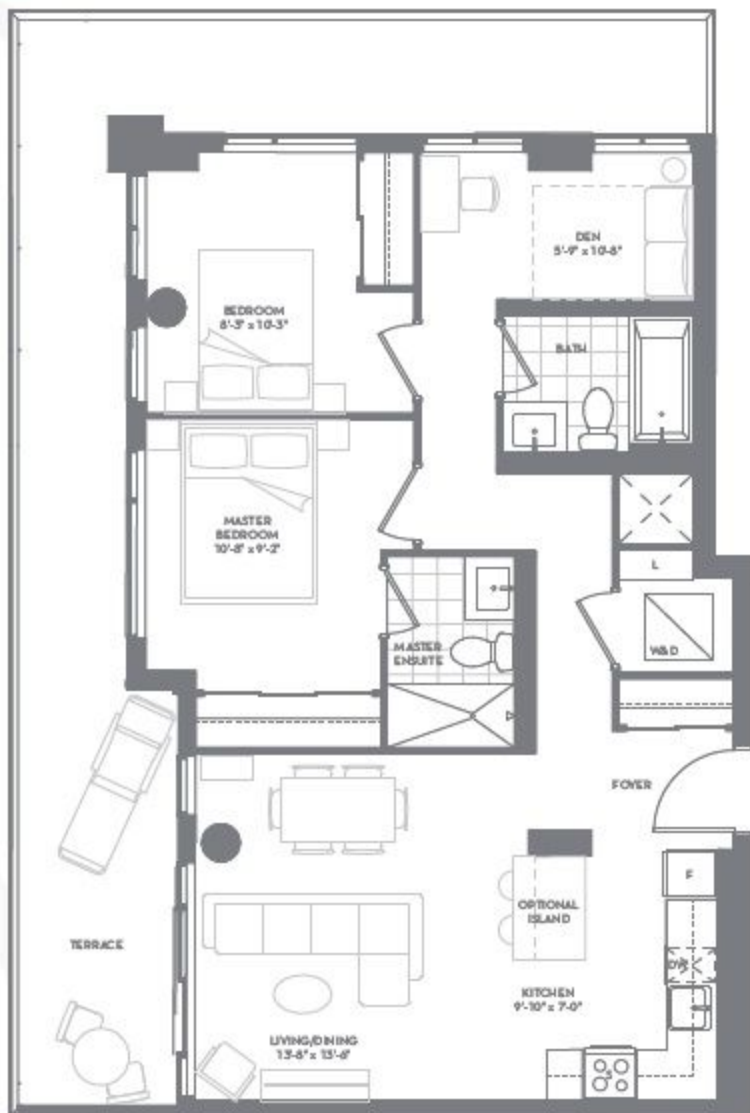 DEN
5'-9" x 10'-8"
BEDROOM
8'-3" x 10'-3"
BATH
MASTER
BEDROOM
10'-8" x 9'-2"
L
W&D
MASTER
ENSUITE
FOYER
F
OPTIONAL
ISLAND
TERRACE
DW
KITCHEN
9'-10" x 7'-0"
LIVING/DINING
13'-8" x 13'-6"
S